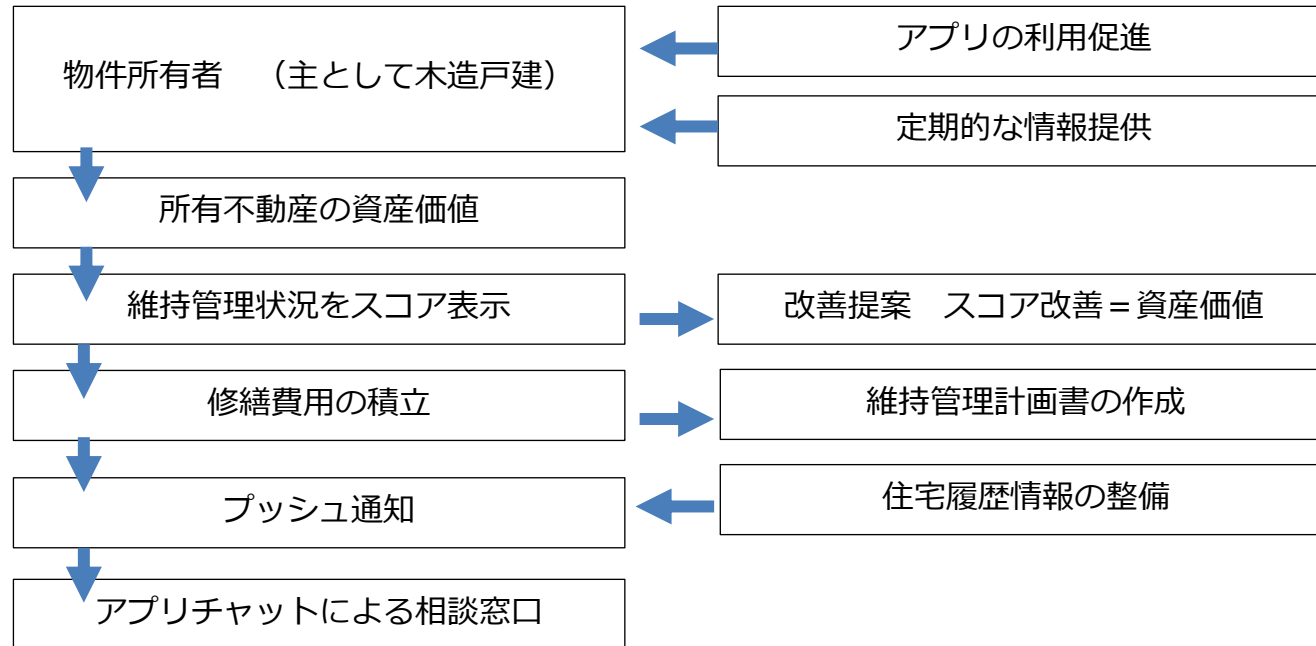 物件所有者　（主として木造戸建）
アプリの利用促進
定期的な情報提供
所有不動産の資産価値
維持管理状況をスコア表示
改善提案　スコア改善＝資産価値
修繕費用の積立
維持管理計画書の作成
プッシュ通知
住宅履歴情報の整備
アプリチャットによる相談窓口